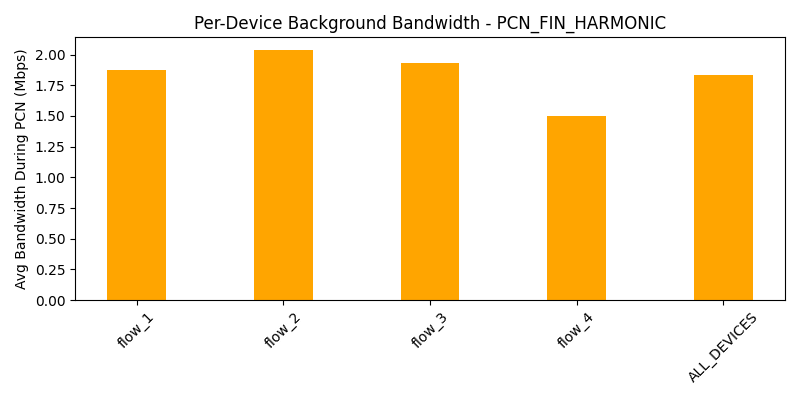 Per-Device Background Bandwidth - PCN_FIN_HARMONIC
Avg Bandwidth During PCN (Mbps)
2.00
1.75
1.50
1.25
1.00
0.75
0.50
0.25
0.00
flow_1
flow_2
flow_3
flow_4
ALL_DEVICES